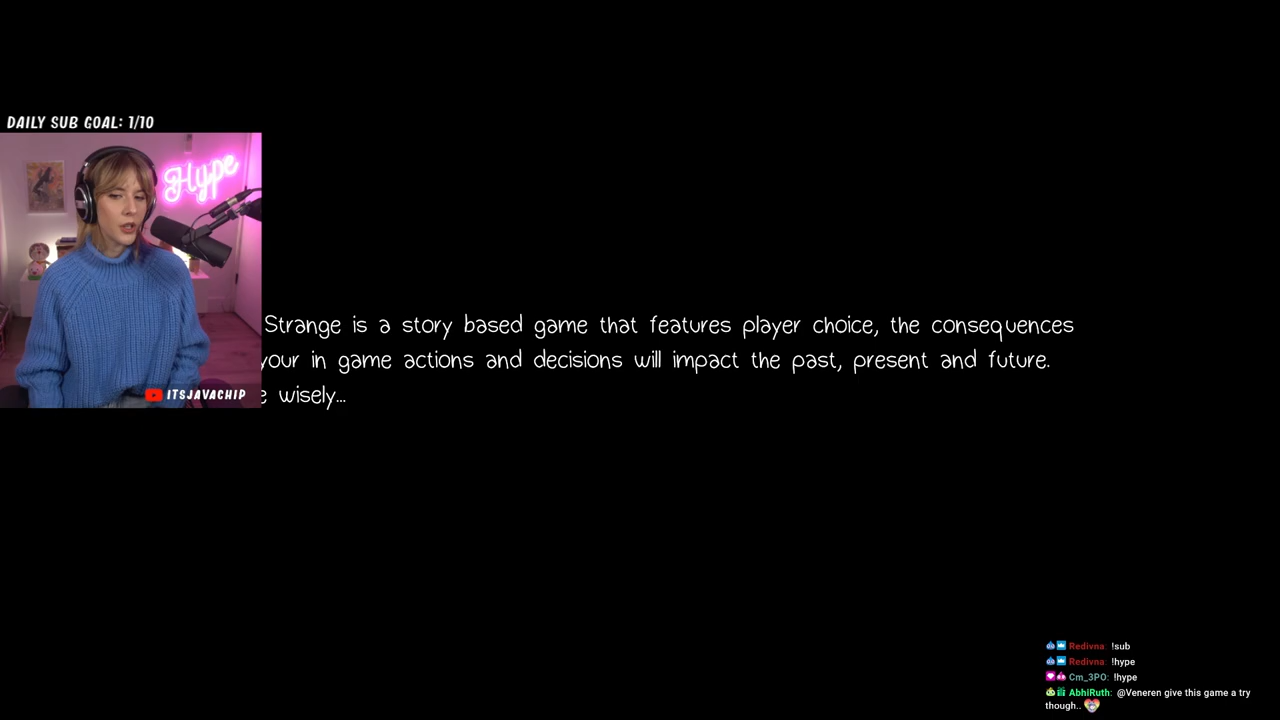 DAILY SUB GOAL: 1/10
Hype
ITSJAVACHIP
Strange is a story based game that features player choice, the consequences
your in game actions and decisions will impact the past, present and future.
e wisely...
Redivna: !sub
Redivna: !hype
Cm_3PO: !hype
AbhiRuth: @Veneren give this game a try
though..